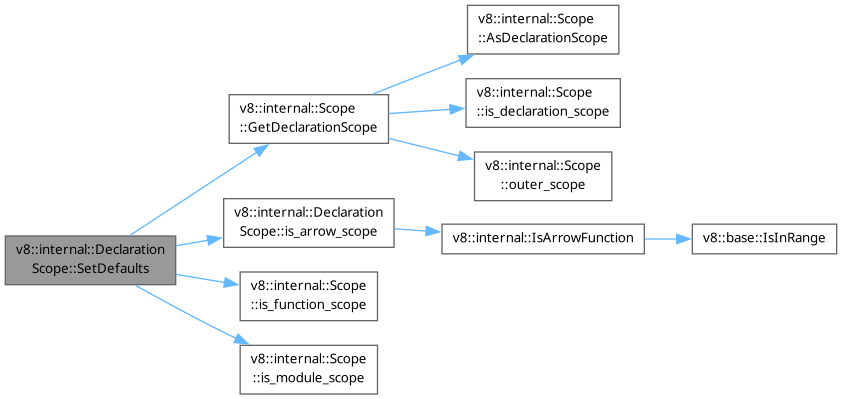 v8::internal::Scope
::AsDeclarationScope
v8::internal::Scope
::is_declaration_scope
v8::internal::Scope
::GetDeclarationScope
v8::internal::Scope
::outer_scope
v8::internal::Declaration
Scope::is_arrow_scope
v8::internal::IsArrowFunction
v8::base::IsInRange
v8::internal::Declaration
Scope::SetDefaults
v8::internal::Scope
::is_function_scope
v8::internal::Scope
::is_module_scope